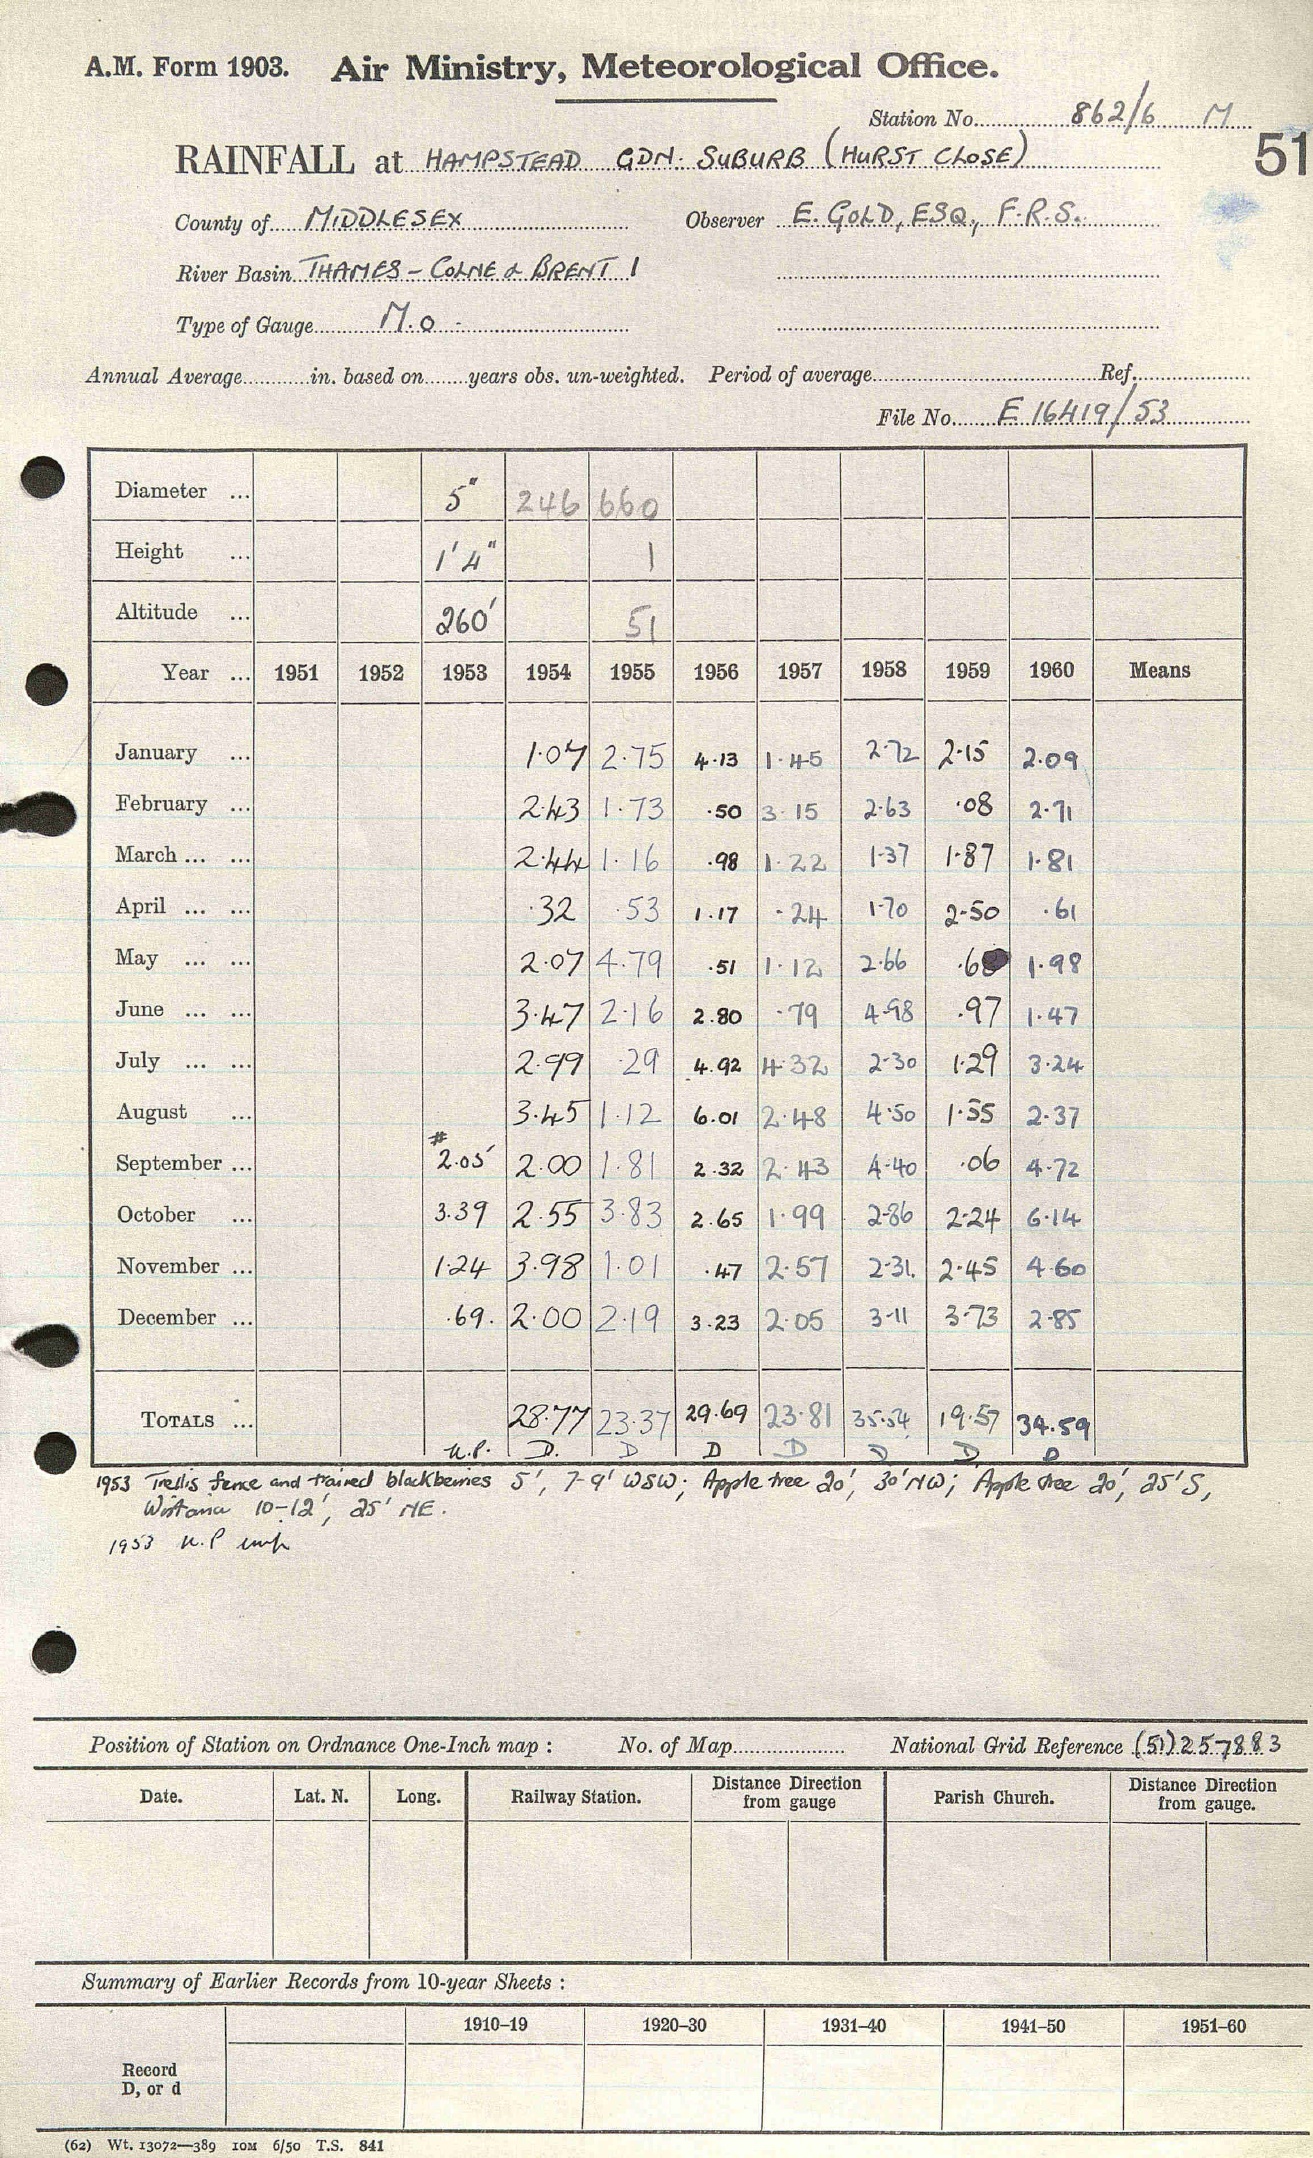 A.M. Form 1903. Air Ministry, Meteorological Office.
Station No. 862/6 M
51
RAINFALL at HAMPSTEAD GDN. SUBURB (HURST CLOSE)
County of MIDDLESEX Observer E. GOLD, ESQ., F.R.S.
River Basin THAMES – COLNE & BRENT 1
Type of Gauge M.O.
Annual Average in. based on years obs. un-weighted. Period of average Ref.
File No. E 16419/53
Diameter ... 5" 246 660
Height ... 1'4" 1
Altitude ... 260' 51
Year ... 1951 1952 1953 1954 1955 1956 1957 1958 1959 1960 Means
January ... 1.07 2.75 4.13 1.45 2.72 2.15 2.09
February ... 2.43 1.73 .50 3.15 2.63 .08 2.71
March ... ... 2.44 1.16 .98 1.22 1.37 1.87 1.81
April ... ... .32 .53 1.17 .24 1.70 2.50 .61
May ... ... 2.07 4.79 .51 1.12 2.66 .68 1.98
June ... ... 3.47 2.16 2.80 .79 4.98 .97 1.47
July ... ... 2.99 .29 4.92 4.32 2.30 1.29 3.24
August ... 3.45 1.12 6.01 2.48 4.50 1.55 2.37
September ... # 2.05 2.00 1.81 2.32 2.43 4.40 .06 4.72
October ... 3.39 2.55 3.83 2.65 1.99 2.86 2.24 6.14
November ... 1.24 3.98 1.01 .47 2.57 2.31 2.45 4.60
December ... .69 2.00 2.19 3.23 2.05 3.11 3.73 2.85
TOTALS ... 28.77 23.37 29.69 23.81 35.54 19.57 34.59
n.P. D. D D D D D D
1953 Trellis fence and trained blackberries 5', 7-9' WSW; Apple tree 20', 30' NW; Apple tree 20', 25' S,
Wistaria 10-12', 25' NE.
1953 n.P
Position of Station on Ordnance One-Inch map : No. of Map National Grid Reference (51)257883
Date. Lat. N. Long. Railway Station. Distance Direction from gauge Parish Church. Distance Direction from gauge.
Summary of Earlier Records from 10-year Sheets :
1910–19 1920–30 1931–40 1941–50 1951–60
Record
D, or d
(62) Wt. 13072—389 10M 6/50 T.S. 841